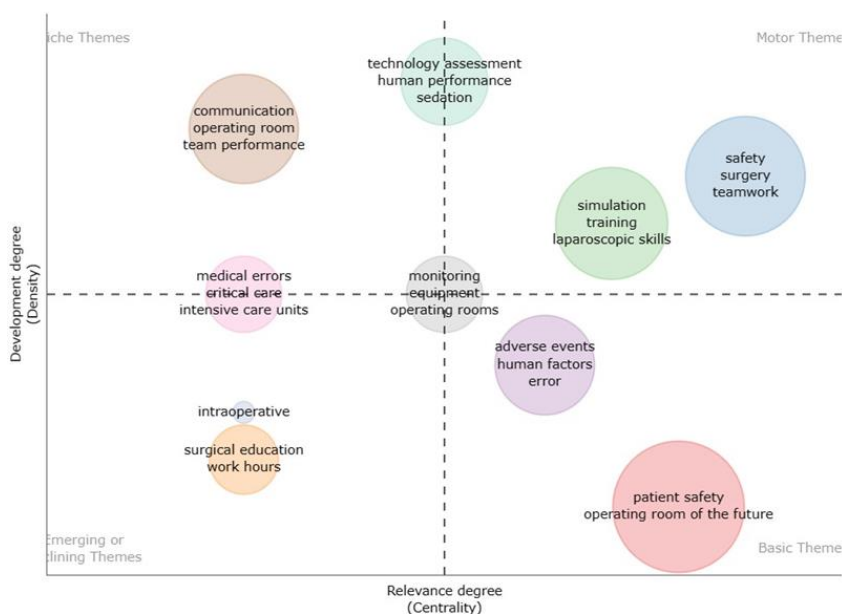 iche Themes
Motor Theme
technology assessment
human performance
sedation
communication
operating room
team performance
safety
surgery
teamwork
simulation
training
laparoscopic skills
medical errors
critical care
intensive care units
monitoring
equipment
operating rooms
adverse events
human factors
error
intraoperative
surgical education
work hours
patient safety
operating room of the future
Emerging or
clining Themes
Basic Theme
Development degree
(Density)
Relevance degree
(Centrality)